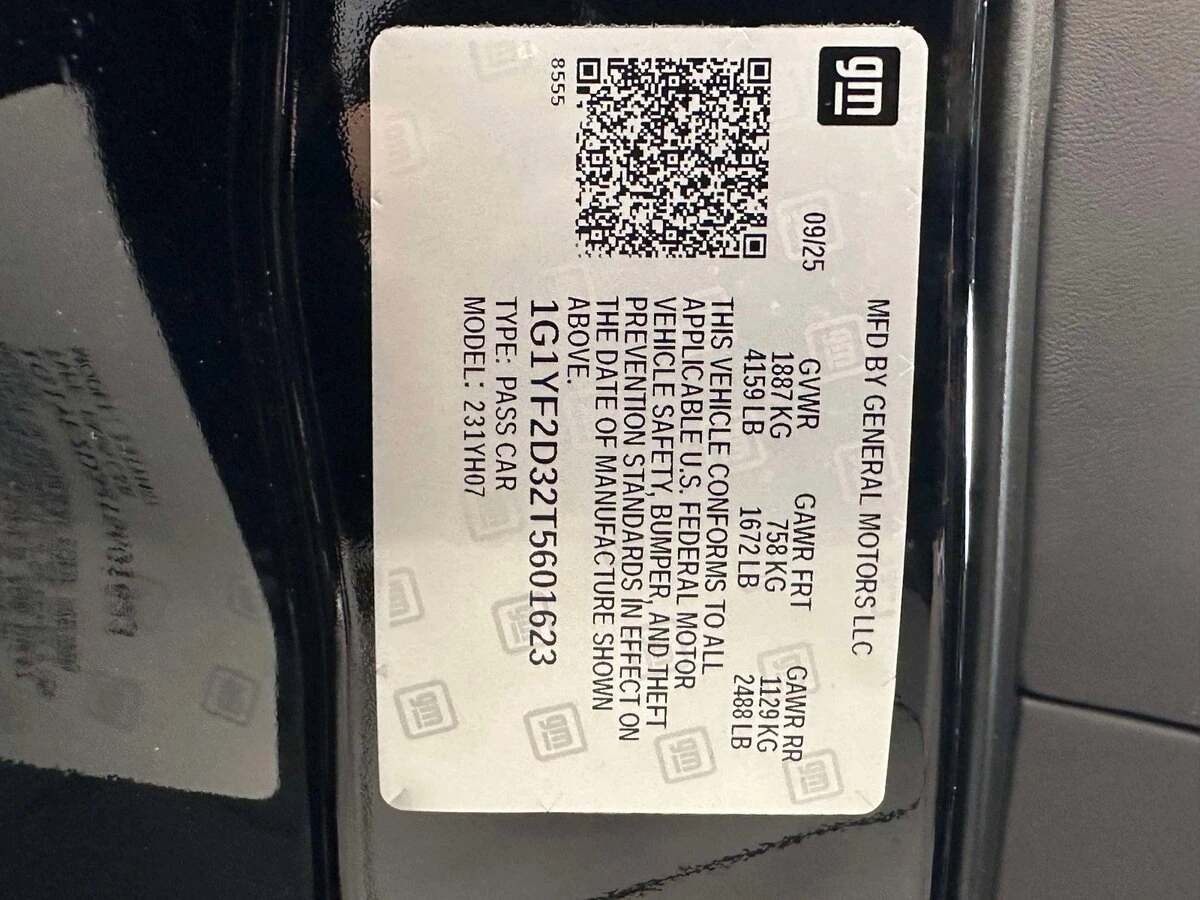 gm
MFD BY GENERAL MOTORS LLC
09/25
GVWR GAWR FRT GAWR RR
1887 KG 758 KG 1129 KG
4159 LB 1672 LB 2488 LB
THIS VEHICLE CONFORMS TO ALL
APPLICABLE U.S. FEDERAL MOTOR
VEHICLE SAFETY, BUMPER, AND THEFT
PREVENTION STANDARDS IN EFFECT ON
THE DATE OF MANUFACTURE SHOWN
ABOVE.
1G1YF2D32T5601623
TYPE: PASS CAR
MODEL: 231YH07
8555